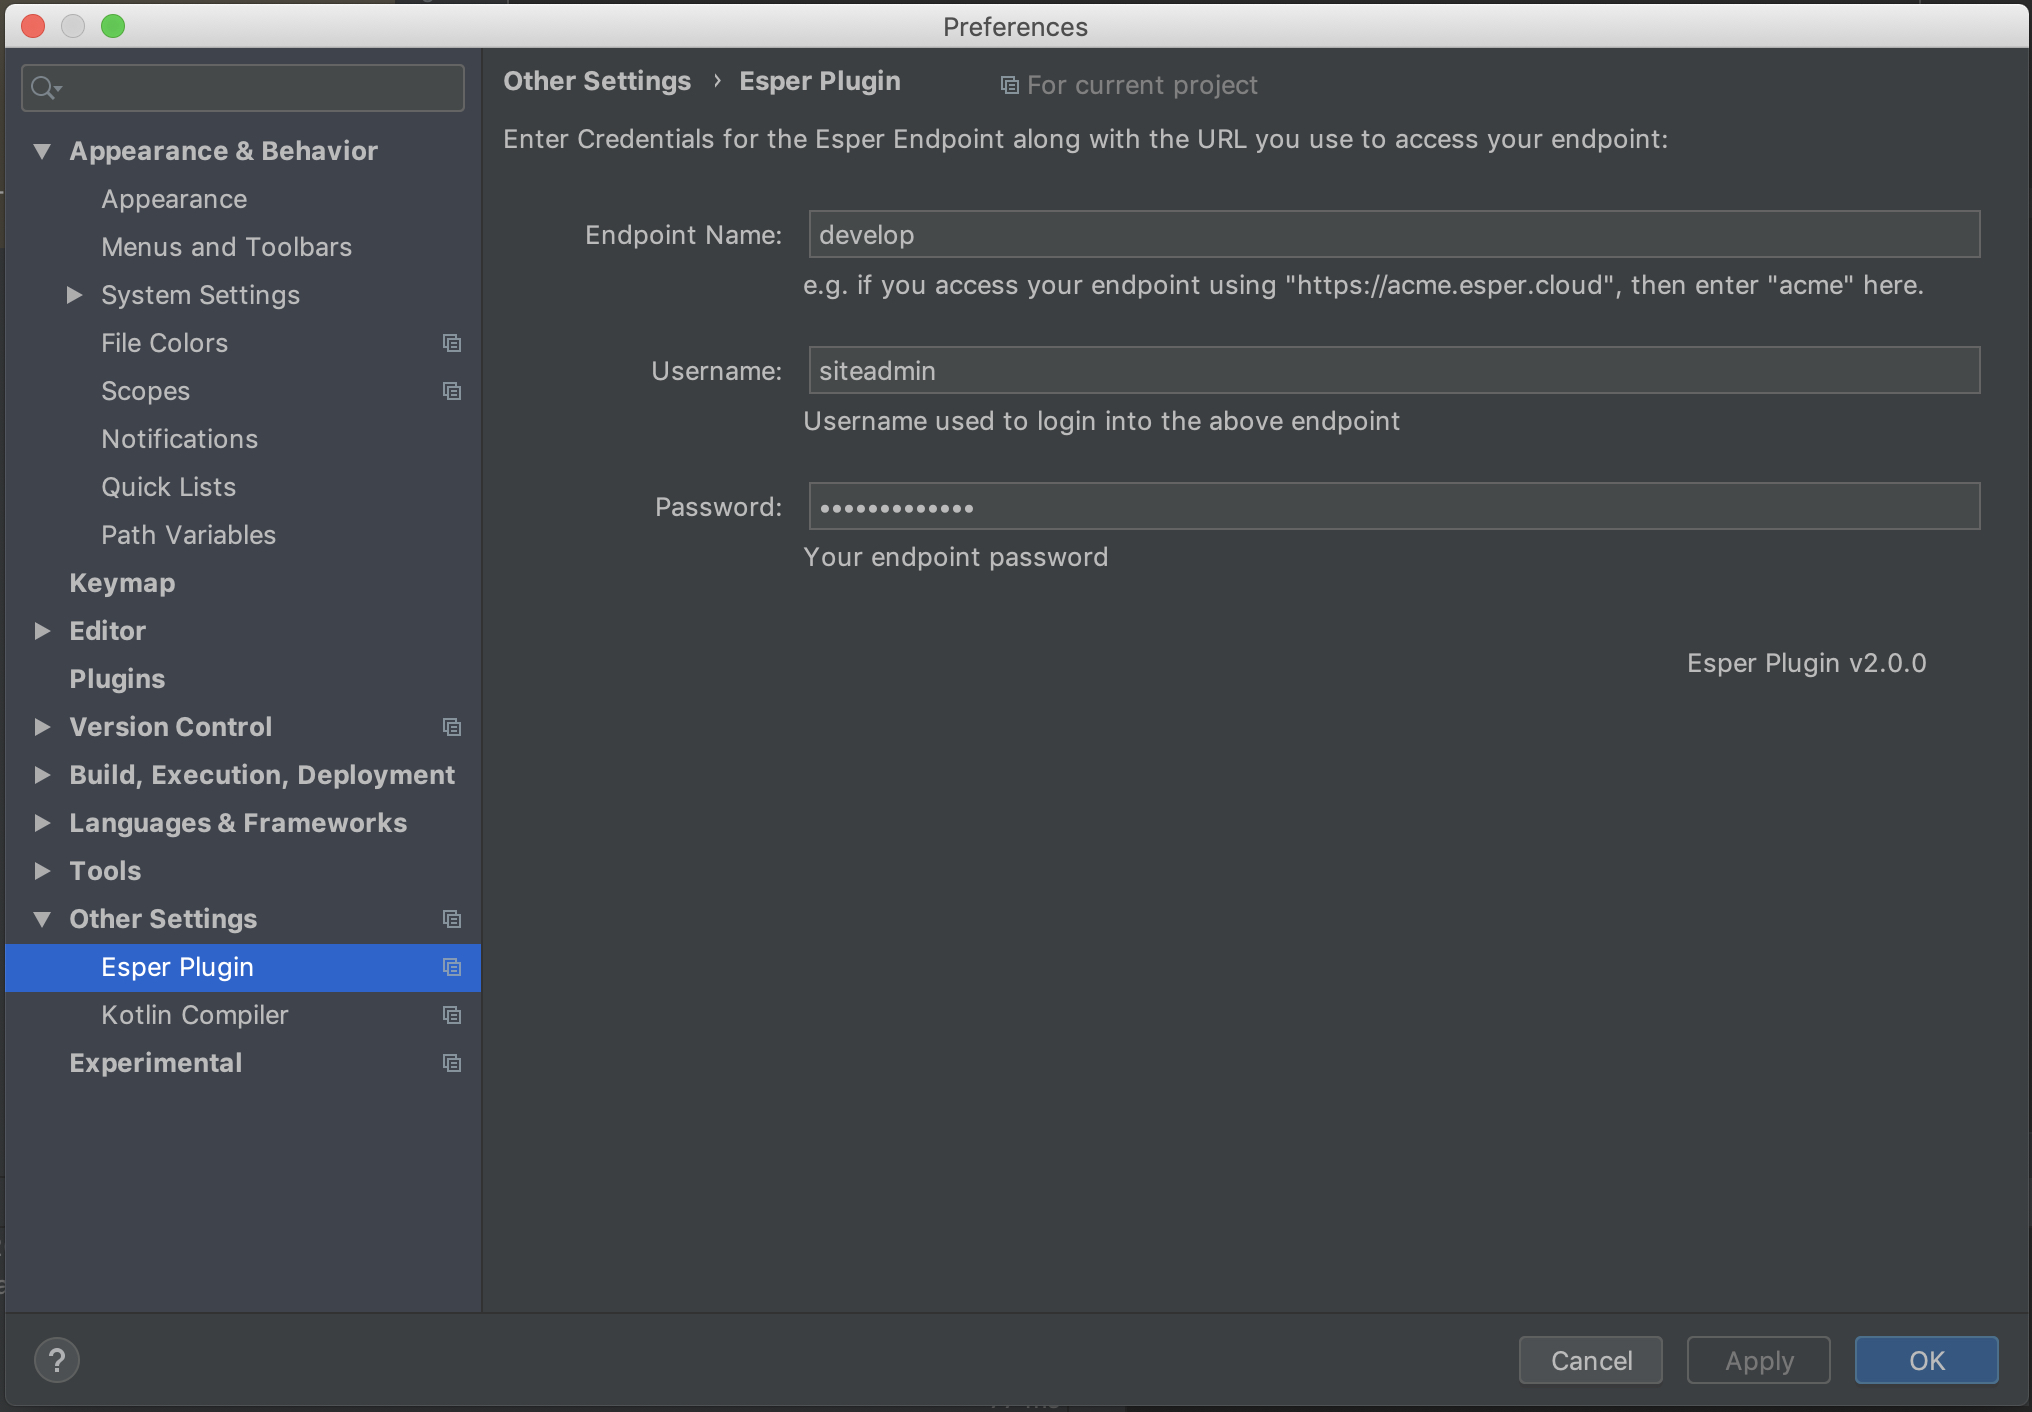 Preferences
Other Settings › Esper Plugin For current project
Enter Credentials for the Esper Endpoint along with the URL you use to access your endpoint:
Appearance & Behavior
Appearance
Menus and Toolbars
System Settings
File Colors
Scopes
Notifications
Quick Lists
Path Variables
Keymap
Editor
Plugins
Version Control
Build, Execution, Deployment
Languages & Frameworks
Tools
Other Settings
Esper Plugin
Kotlin Compiler
Experimental
Endpoint Name: develop
e.g. if you access your endpoint using "https://acme.esper.cloud", then enter "acme" here.
Username: siteadmin
Username used to login into the above endpoint
Password: •••••••••••••
Your endpoint password
Esper Plugin v2.0.0
?
Cancel
Apply
OK